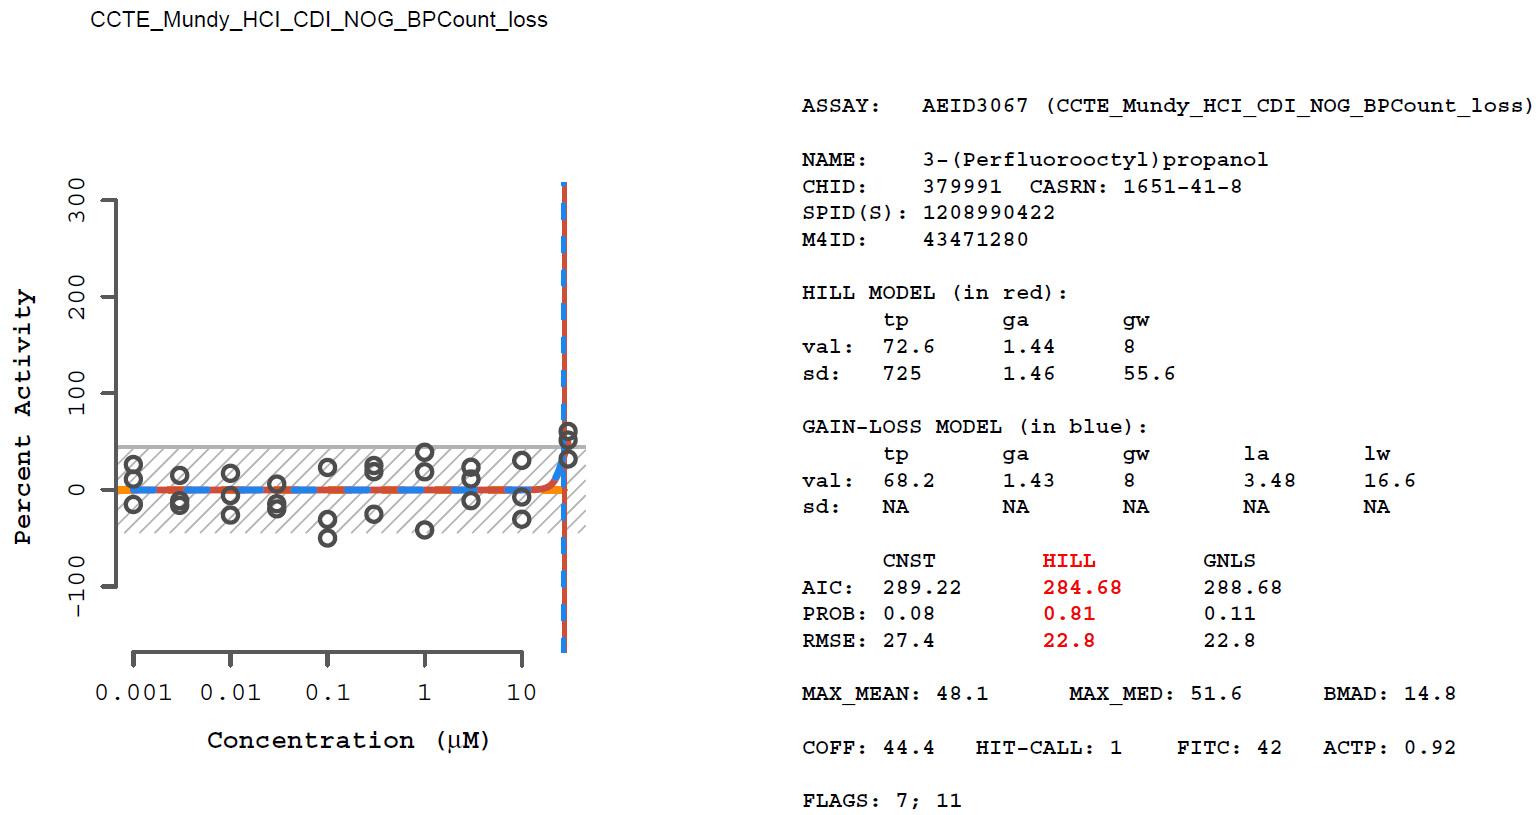 CCTE_Mundy_HCI_CDI_NOG_BPCount_loss
Percent Activity
300
200
100
0
-100
0.001 0.01 0.1 1 10
Concentration (μM)
ASSAY: AEID3067 (CCTE_Mundy_HCI_CDI_NOG_BPCount_loss)
NAME: 3-(Perfluorooctyl)propanol
CHID: 379991 CASRN: 1651-41-8
SPID(S): 1208990422
M4ID: 43471280
HILL MODEL (in red):
tp ga gw
val: 72.6 1.44 8
sd: 725 1.46 55.6
GAIN-LOSS MODEL (in blue):
tp ga gw la lw
val: 68.2 1.43 8 3.48 16.6
sd: NA NA NA NA NA
CNST HILL GNLS
AIC: 289.22 284.68 288.68
PROB: 0.08 0.81 0.11
RMSE: 27.4 22.8 22.8
MAX_MEAN: 48.1 MAX_MED: 51.6 BMAD: 14.8
COFF: 44.4 HIT-CALL: 1 FITC: 42 ACTP: 0.92
FLAGS: 7; 11